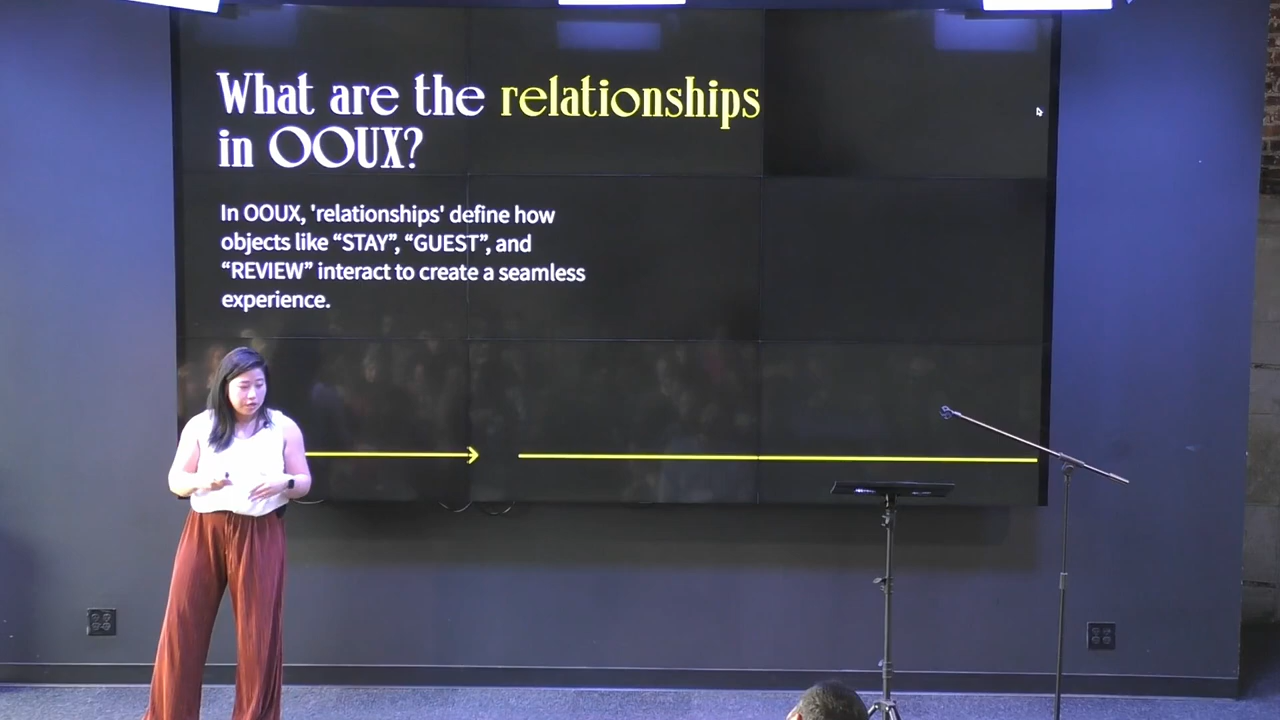 What are the relationships
in OOUX?
In OOUX, 'relationships' define how
objects like “STAY”, “GUEST”, and
“REVIEW” interact to create a seamless
experience.